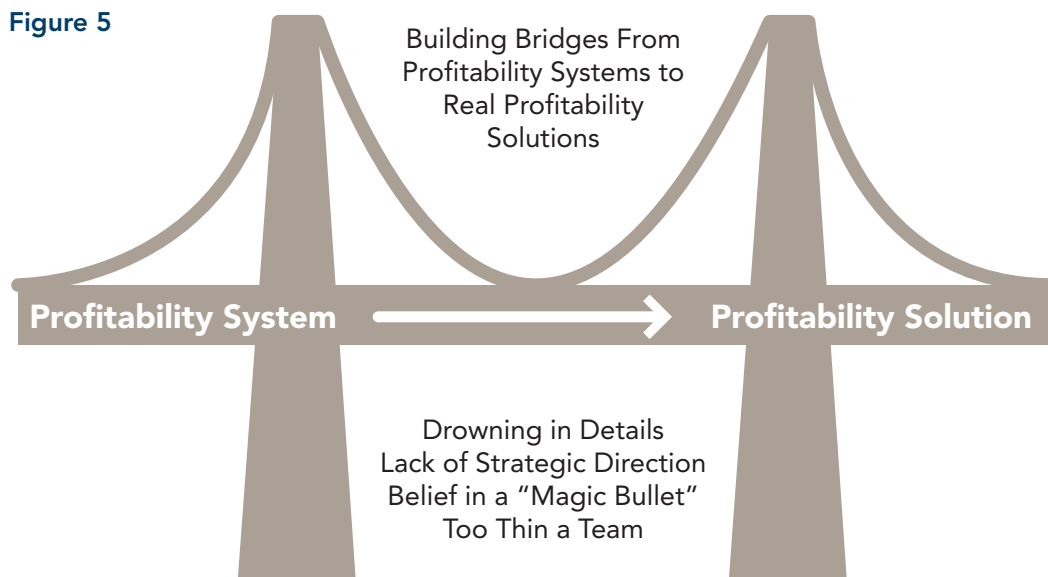 Figure 5
Building Bridges From
Profitability Systems to
Real Profitability
Solutions
Profitability System
Profitability Solution
Drowning in Details
Lack of Strategic Direction
Belief in a “Magic Bullet”
Too Thin a Team